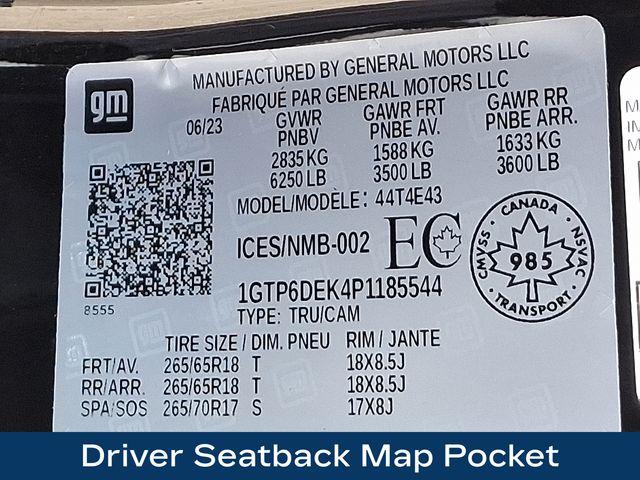 MANUFACTURED BY GENERAL MOTORS LLC
FABRIQUÉ PAR GENERAL MOTORS LLC
gm
06/23
GVWR GAWR FRT GAWR RR
PNBV PNBE AV. PNBE ARR.
2835 KG 1588 KG 1633 KG
6250 LB 3500 LB 3600 LB
MODEL/MODÈLE: 44T4E43
ICES/NMB-002 EC
CANADA
CMVSS 985 NSVAC
TRANSPORT
1GTP6DEK4P1185544
8555
TYPE: TRU/CAM
TIRE SIZE / DIM. PNEU RIM / JANTE
FRT/AV. 265/65R18 T 18X8.5J
RR/ARR. 265/65R18 T 18X8.5J
SPA/SOS 265/70R17 S 17X8J
Driver Seatback Map Pocket